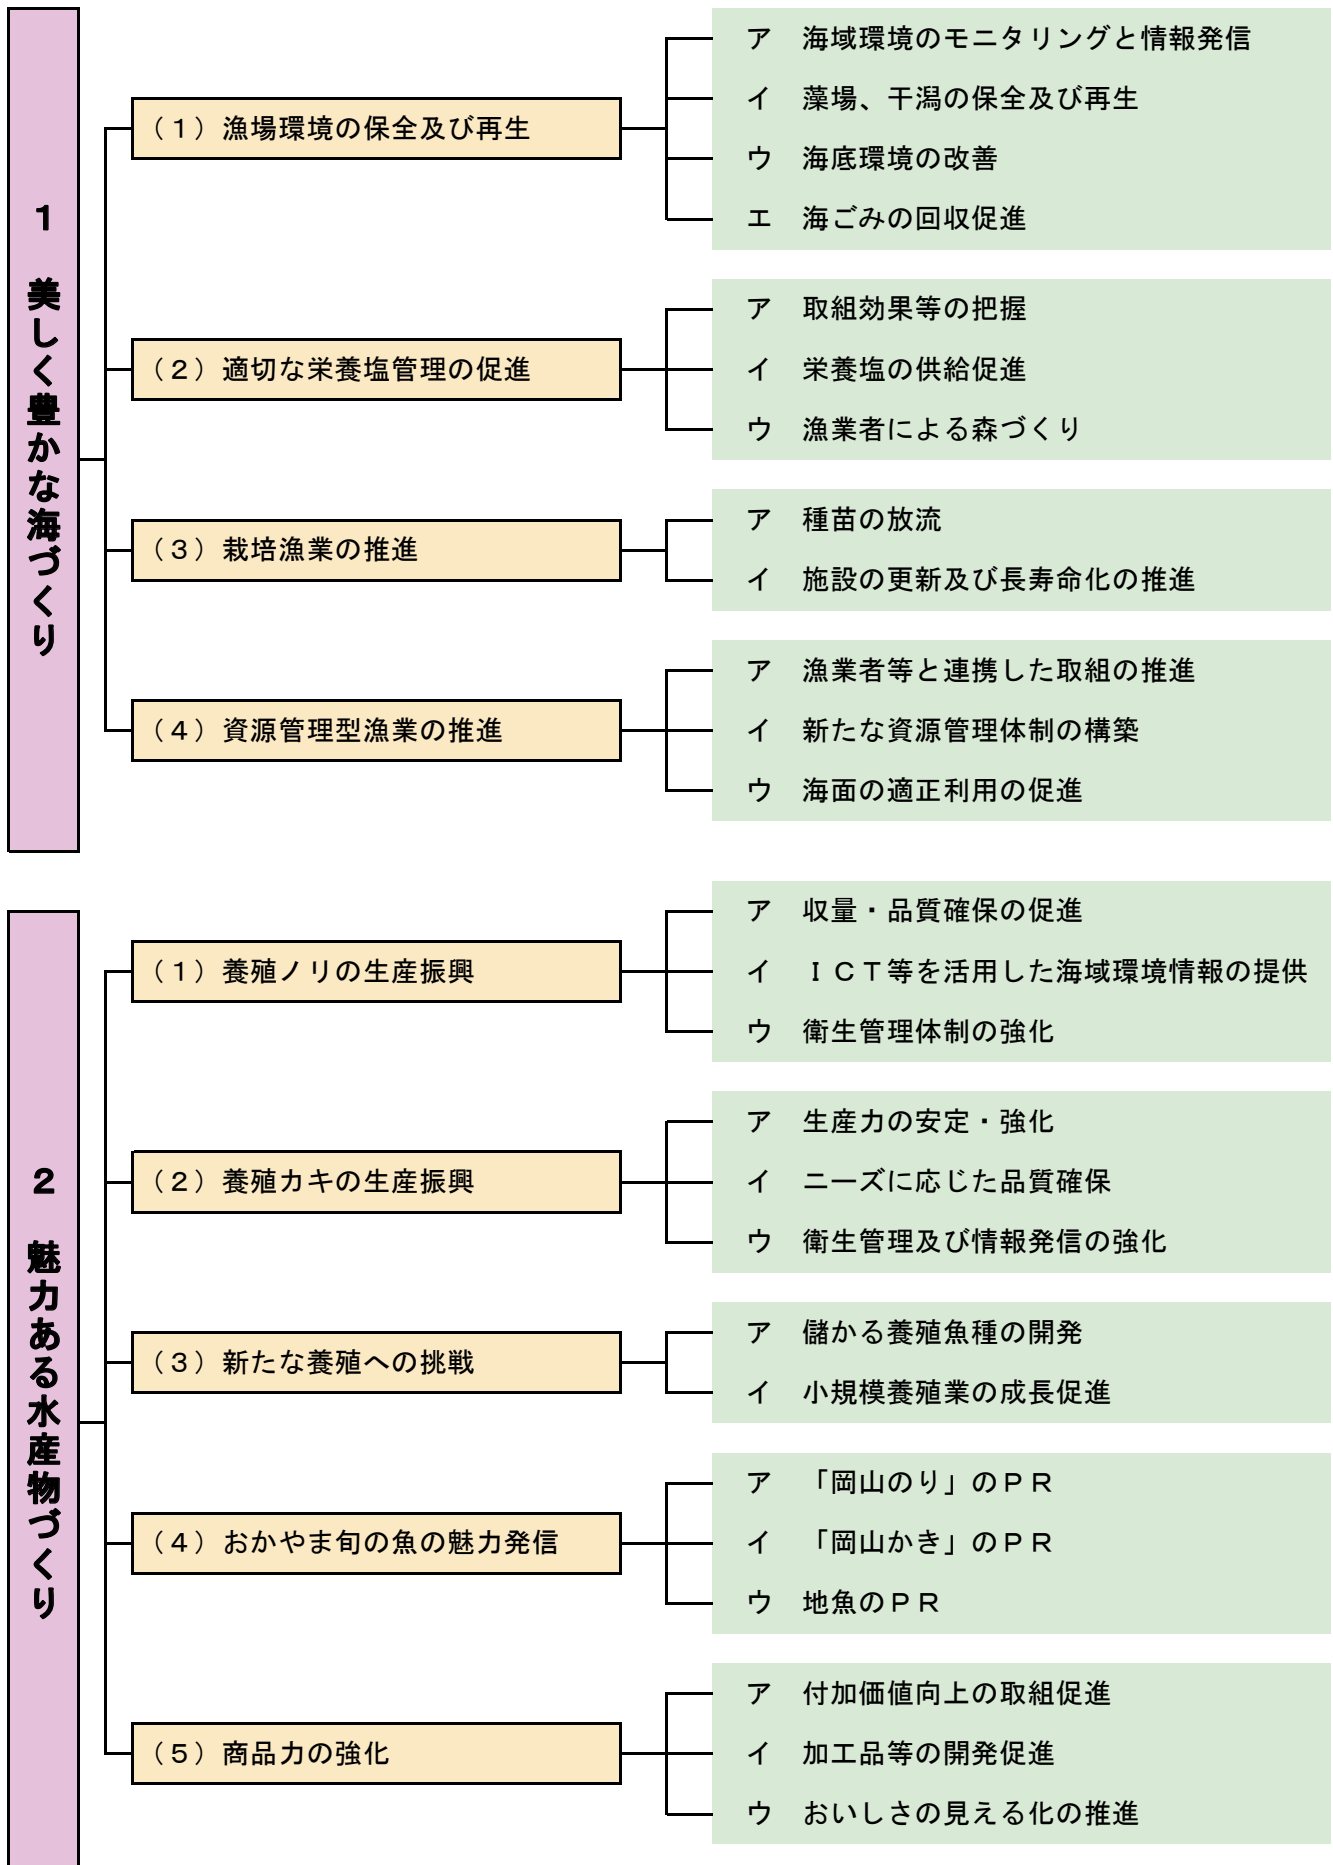 １　美しく豊かな海づくり
（１）漁場環境の保全及び再生
ア　海域環境のモニタリングと情報発信
イ　藻場、干潟の保全及び再生
ウ　海底環境の改善
エ　海ごみの回収促進
（２）適切な栄養塩管理の促進
ア　取組効果等の把握
イ　栄養塩の供給促進
ウ　漁業者による森づくり
（３）栽培漁業の推進
ア　種苗の放流
イ　施設の更新及び長寿命化の推進
（４）資源管理型漁業の推進
ア　漁業者等と連携した取組の推進
イ　新たな資源管理体制の構築
ウ　海面の適正利用の促進
２　魅力ある水産物づくり
（１）養殖ノリの生産振興
ア　収量・品質確保の促進
イ　ＩＣＴ等を活用した海域環境情報の提供
ウ　衛生管理体制の強化
（２）養殖カキの生産振興
ア　生産力の安定・強化
イ　ニーズに応じた品質確保
ウ　衛生管理及び情報発信の強化
（３）新たな養殖への挑戦
ア　儲かる養殖魚種の開発
イ　小規模養殖業の成長促進
（４）おかやま旬の魚の魅力発信
ア　「岡山のり」のＰＲ
イ　「岡山かき」のＰＲ
ウ　地魚のＰＲ
（５）商品力の強化
ア　付加価値向上の取組促進
イ　加工品等の開発促進
ウ　おいしさの見える化の推進